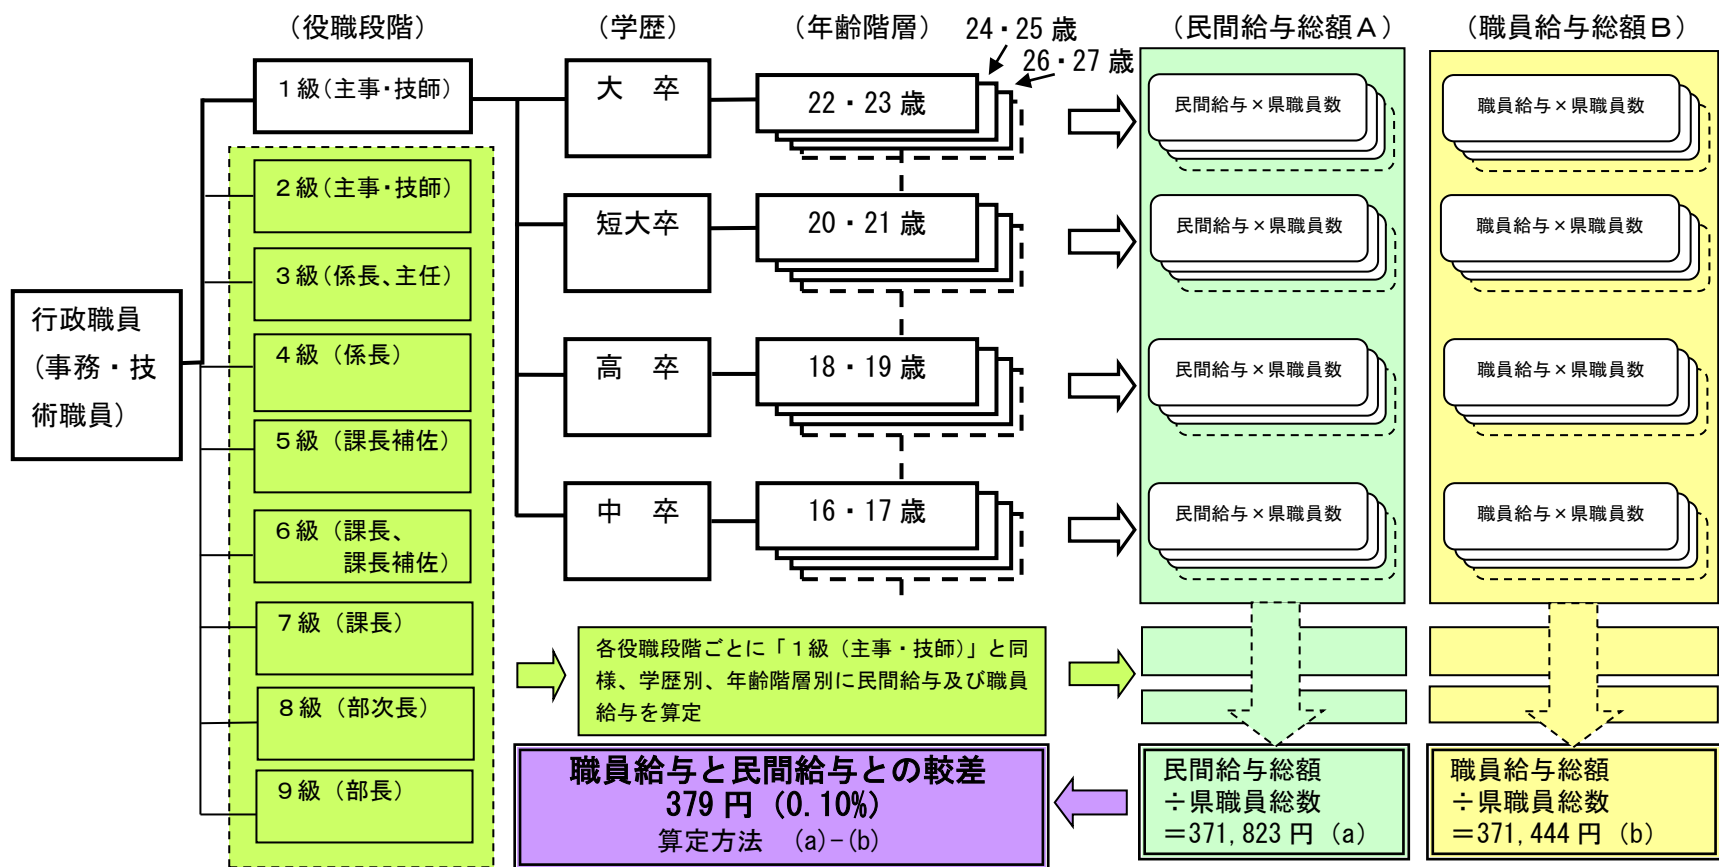 （役職段階）
（学歴）
（年齢階層）
24・25 歳
26・27 歳
（民間給与総額Ａ）
（職員給与総額Ｂ）
行政職員
（事務・技
術職員）
１級（主事・技師）
２級（主事・技師）
３級（係長、主任）
４級（係長）
５級（課長補佐）
６級（課長、
課長補佐）
７級（課長）
８級（部次長）
９級（部長）
大　卒
22・23 歳
民間給与×県職員数
職員給与×県職員数
短大卒
20・21 歳
民間給与×県職員数
職員給与×県職員数
高　卒
18・19 歳
民間給与×県職員数
職員給与×県職員数
中　卒
16・17 歳
民間給与×県職員数
職員給与×県職員数
各役職段階ごとに「１級（主事・技師）」と同
様、学歴別、年齢階層別に民間給与及び職員
給与を算定
職員給与と民間給与との較差
379 円（0.10%）
算定方法　(a)-(b)
民間給与総額
÷県職員総数
＝371,823 円（a）
職員給与総額
÷県職員総数
＝371,444 円（b）